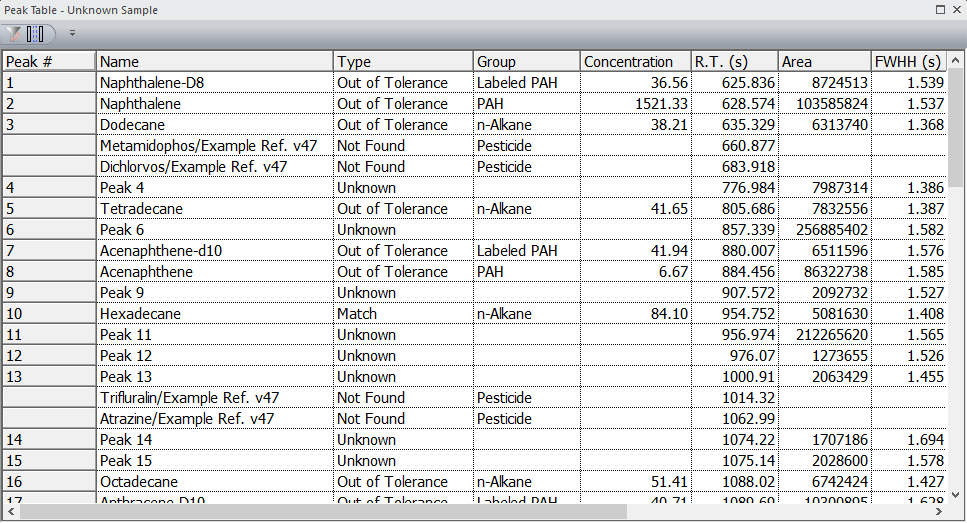 Peak Table - Unknown Sample
Peak # Name Type Group Concentration R.T. (s) Area FWHH (s)
1 Naphthalene-D8 Out of Tolerance Labeled PAH 36.56 625.836 8724513 1.539
2 Naphthalene Out of Tolerance PAH 1521.33 628.574 103585824 1.537
3 Dodecane Out of Tolerance n-Alkane 38.21 635.329 6313740 1.368
Metamidophos/Example Ref. v47 Not Found Pesticide 660.877
Dichlorvos/Example Ref. v47 Not Found Pesticide 683.918
4 Peak 4 Unknown 776.984 7987314 1.386
5 Tetradecane Out of Tolerance n-Alkane 41.65 805.686 7832556 1.387
6 Peak 6 Unknown 857.339 256885402 1.582
7 Acenaphthene-d10 Out of Tolerance Labeled PAH 41.94 880.007 6511596 1.576
8 Acenaphthene Out of Tolerance PAH 6.67 884.456 86322738 1.585
9 Peak 9 Unknown 907.572 2092732 1.527
10 Hexadecane Match n-Alkane 84.10 954.752 5081630 1.408
11 Peak 11 Unknown 956.974 212265620 1.565
12 Peak 12 Unknown 976.07 1273655 1.526
13 Peak 13 Unknown 1000.91 2063429 1.455
Trifluralin/Example Ref. v47 Not Found Pesticide 1014.32
Atrazine/Example Ref. v47 Not Found Pesticide 1062.99
14 Peak 14 Unknown 1074.22 1707186 1.694
15 Peak 15 Unknown 1075.14 2028600 1.578
16 Octadecane Out of Tolerance n-Alkane 51.41 1088.02 6742424 1.427
17 Anthracene-D10 Out of Tolerance Labeled PAH 40.71 1089.69 10200895 1.628